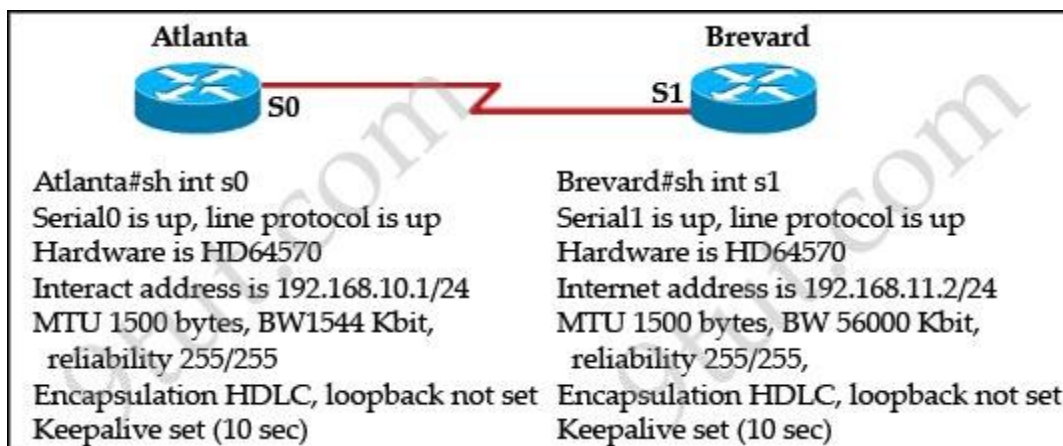 Atlanta
Brevard
S0
S1
Atlanta#sh int s0
Serial0 is up, line protocol is up
Hardware is HD64570
Interact address is 192.168.10.1/24
MTU 1500 bytes, BW1544 Kbit,
reliability 255/255
Encapsulation HDLC, loopback not set
Keepalive set (10 sec)
Brevard#sh int s1
Serial1 is up, line protocol is up
Hardware is HD64570
Internet address is 192.168.11.2/24
MTU 1500 bytes, BW 56000 Kbit,
reliability 255/255,
Encapsulation HDLC, loopback not set
Keepalive set (10 sec)
9tut.com
9tut.com